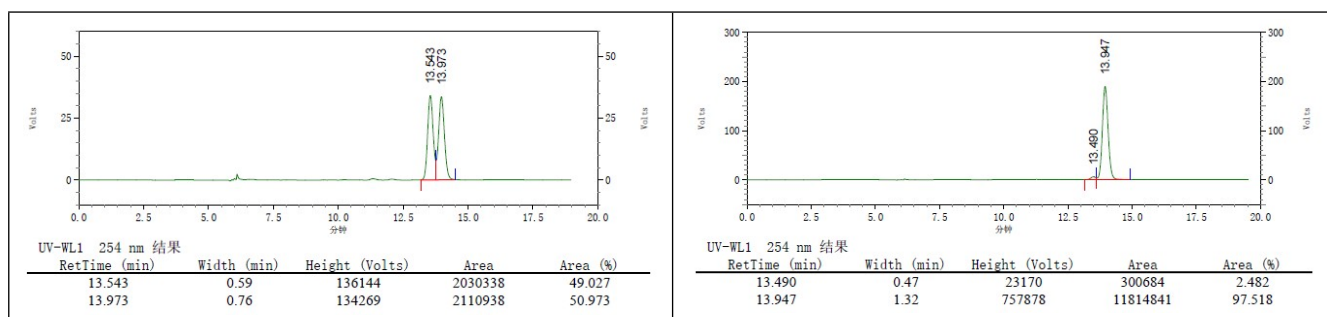 50
25
0
Volts
13.543
13.973
50
25
0
Volts
0.0 2.5 5.0 7.5 10.0 12.5 15.0 17.5 20.0
分钟
UV-WL1 254 nm 结果
RetTime (min) Width (min) Height (Volts) Area Area (%)
13.543 0.59 136144 2030338 49.027
13.973 0.76 134269 2110938 50.973
300
200
100
0
Volts
13.490
13.947
300
200
100
0
Volts
0.0 2.5 5.0 7.5 10.0 12.5 15.0 17.5 20.0
分钟
UV-WL1 254 nm 结果
RetTime (min) Width (min) Height (Volts) Area Area (%)
13.490 0.47 23170 300684 2.482
13.947 1.32 757878 11814841 97.518